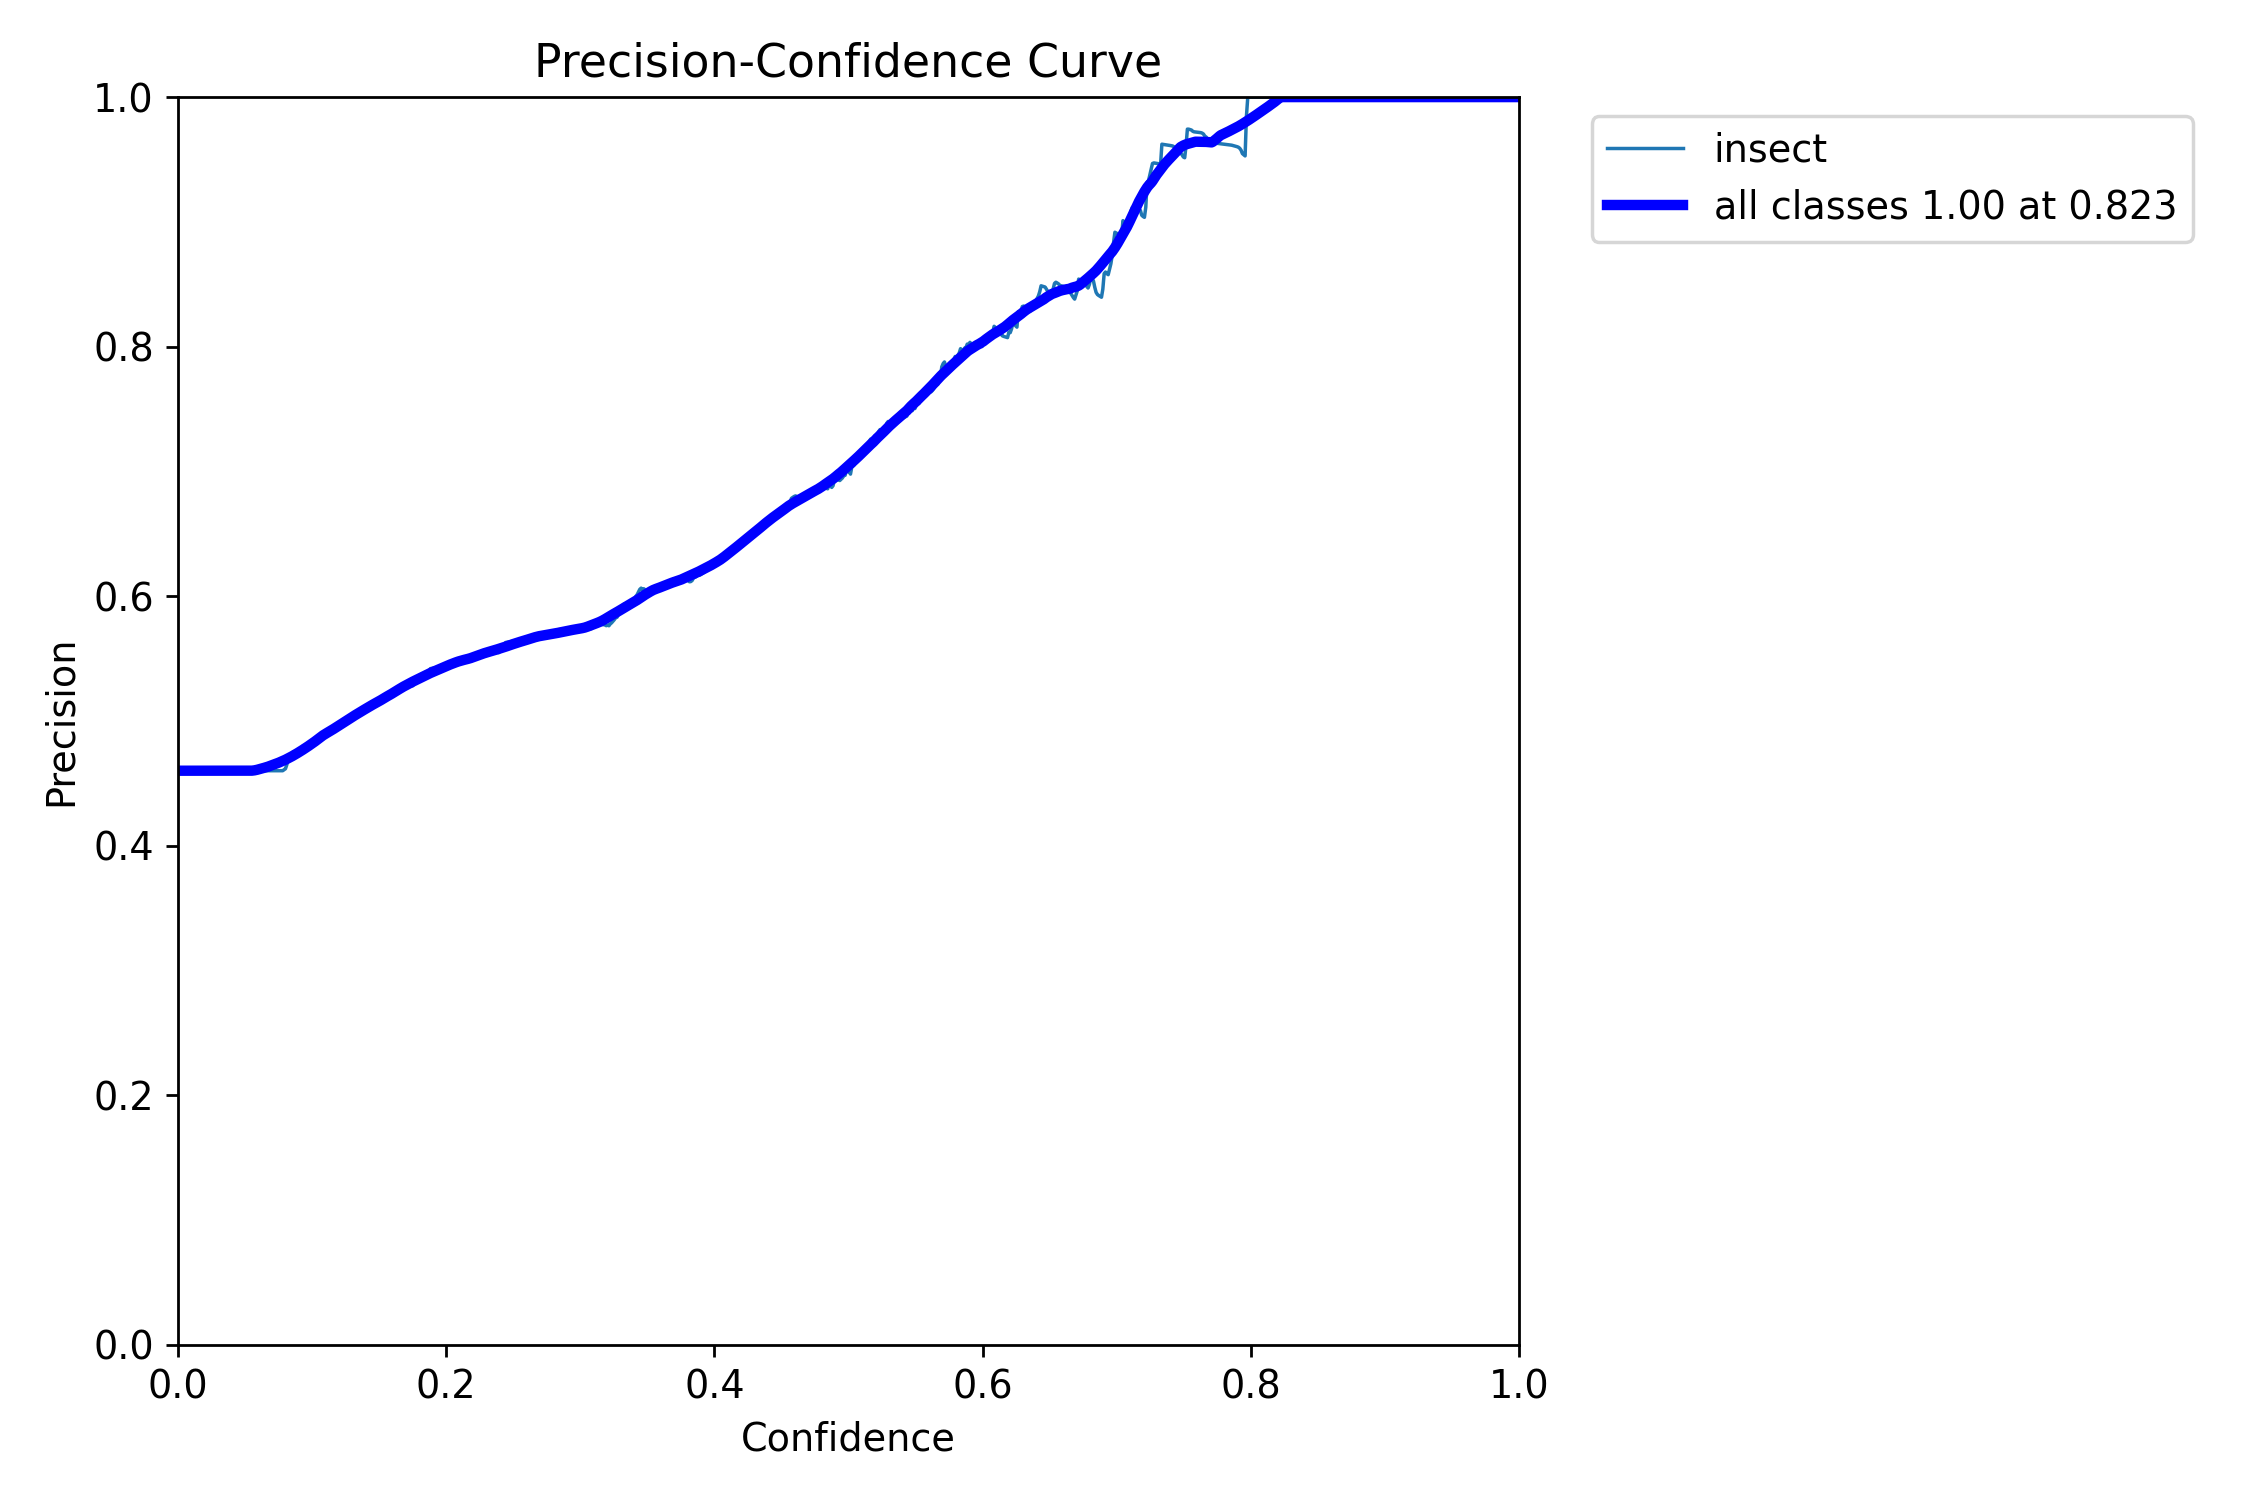 Precision-Confidence Curve
1.0
0.8
0.6
0.4
0.2
0.0
Precision
0.0 0.2 0.4 0.6 0.8 1.0
Confidence
insect
all classes 1.00 at 0.823